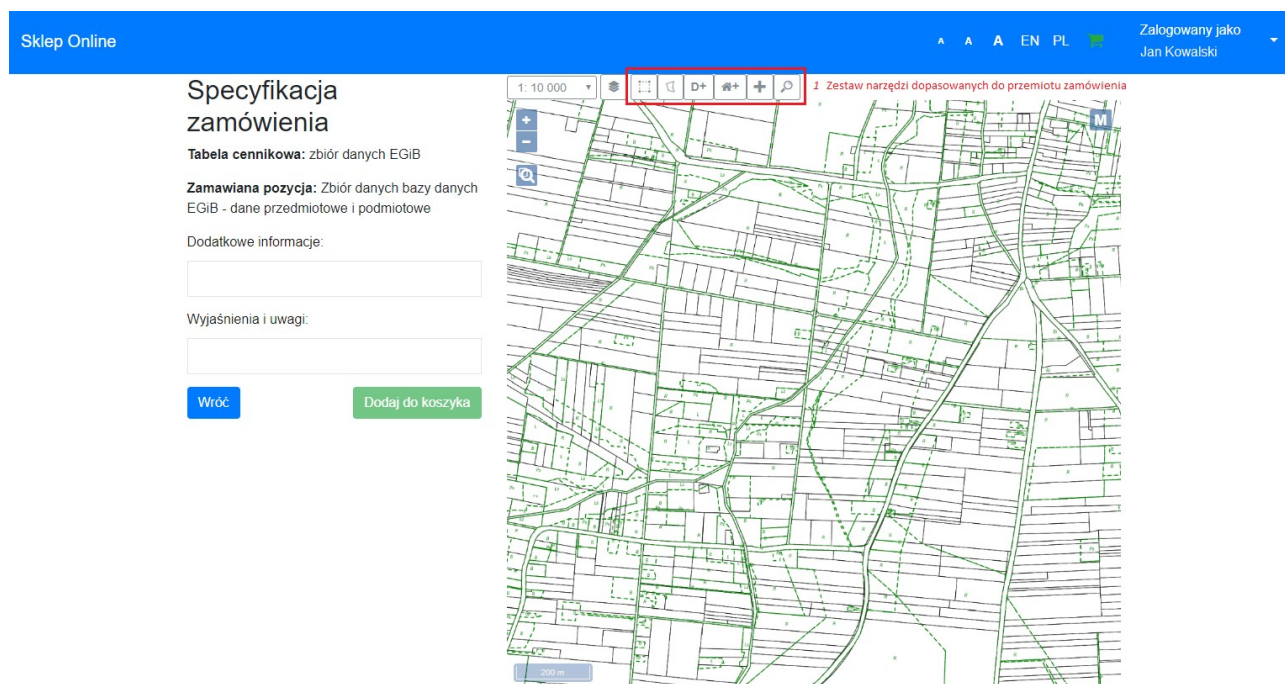 Sklep Online
A A A EN PL
Zalogowany jako
Jan Kowalski
Specyfikacja
zamówienia
Tabela cennikowa: zbiór danych EGiB
Zamawiana pozycja: Zbiór danych bazy danych
EGiB - dane przedmiotowe i podmiotowe
Dodatkowe informacje:
Wyjaśnienia i uwagi:
Wróć
Dodaj do koszyka
1: 10 000
D+
+
1 Zestaw narzędzi dopasowanych do przemiotu zamówienia
+
−
M
200 m